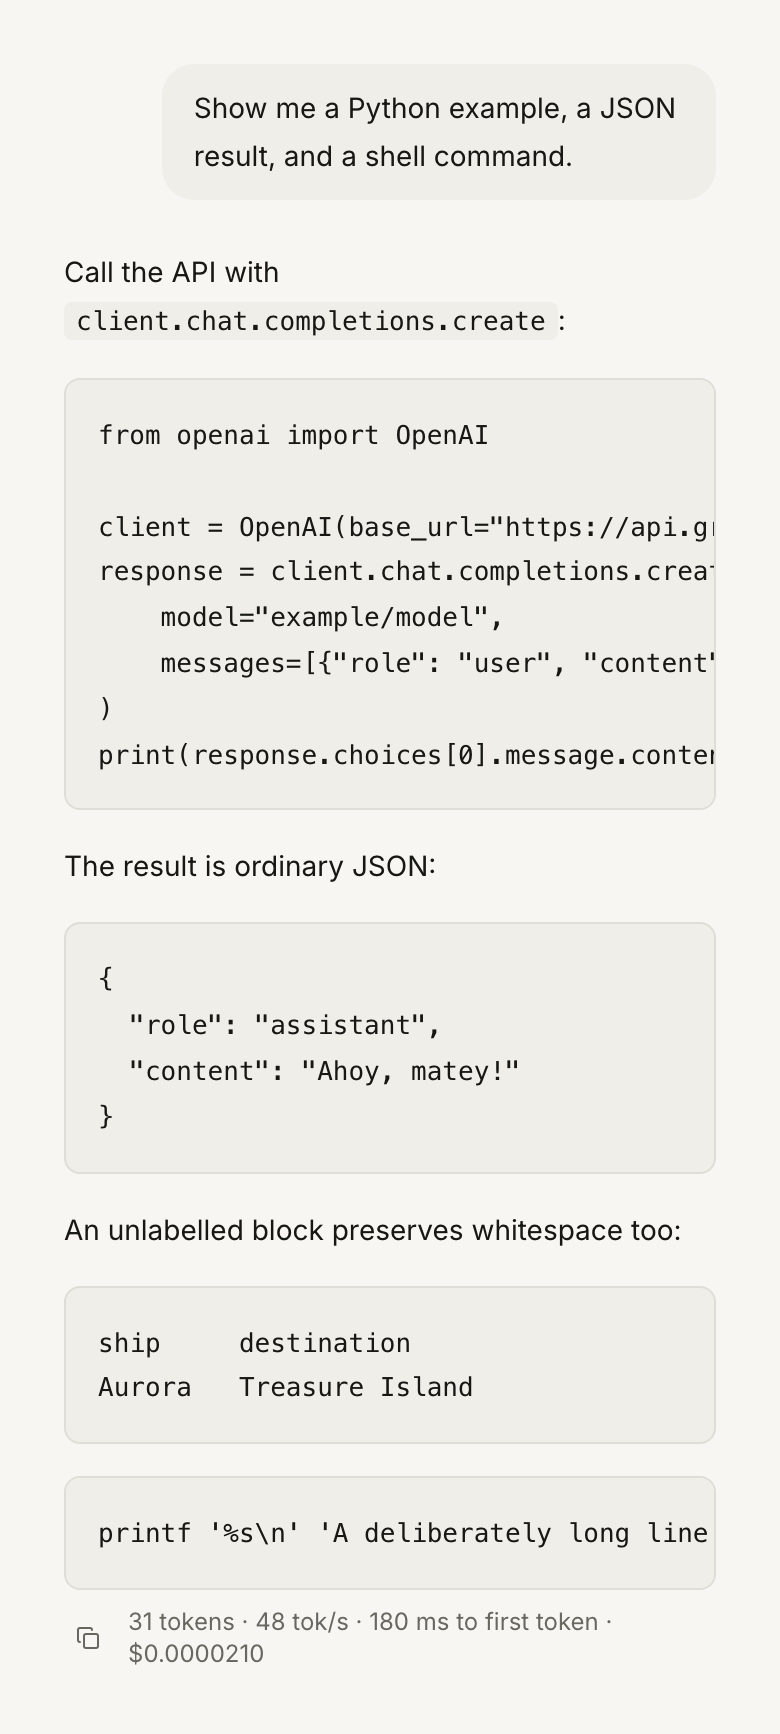 Show me a Python example, a JSON
result, and a shell command.
Call the API with
client.chat.completions.create:
from openai import OpenAI

client = OpenAI(base_url="https://api.gr
response = client.chat.completions.creat
    model="example/model",
    messages=[{"role": "user", "content"
)
print(response.choices[0].message.conten
The result is ordinary JSON:
{
  "role": "assistant",
  "content": "Ahoy, matey!"
}
An unlabelled block preserves whitespace too:
ship     destination
Aurora   Treasure Island
printf '%s\n' 'A deliberately long line
31 tokens · 48 tok/s · 180 ms to first token ·
$0.0000210